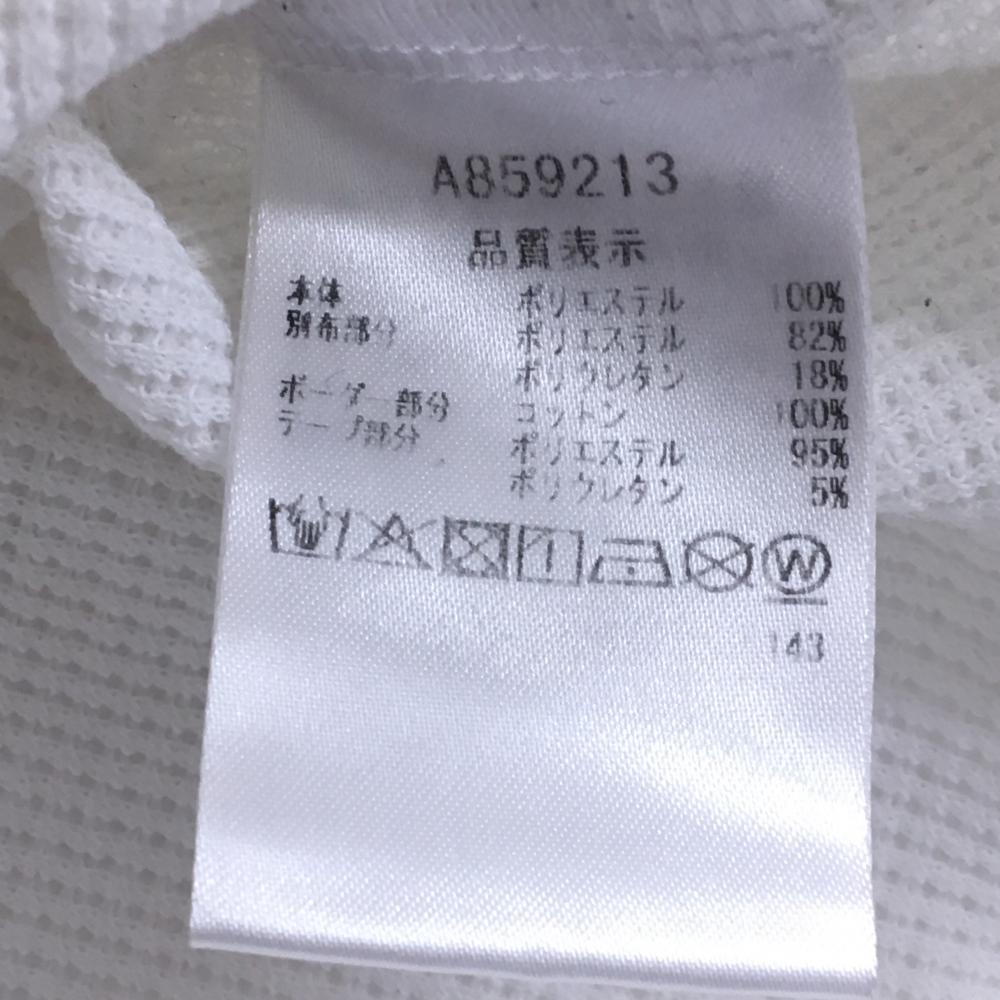 A859213
品質表示
本体 ポリエステル 100%
別布部分 ポリエステル 82%
ポリウレタン 18%
ボーダー部分 コットン 100%
テープ部分 ポリエステル 95%
ポリウレタン 5%
W
143